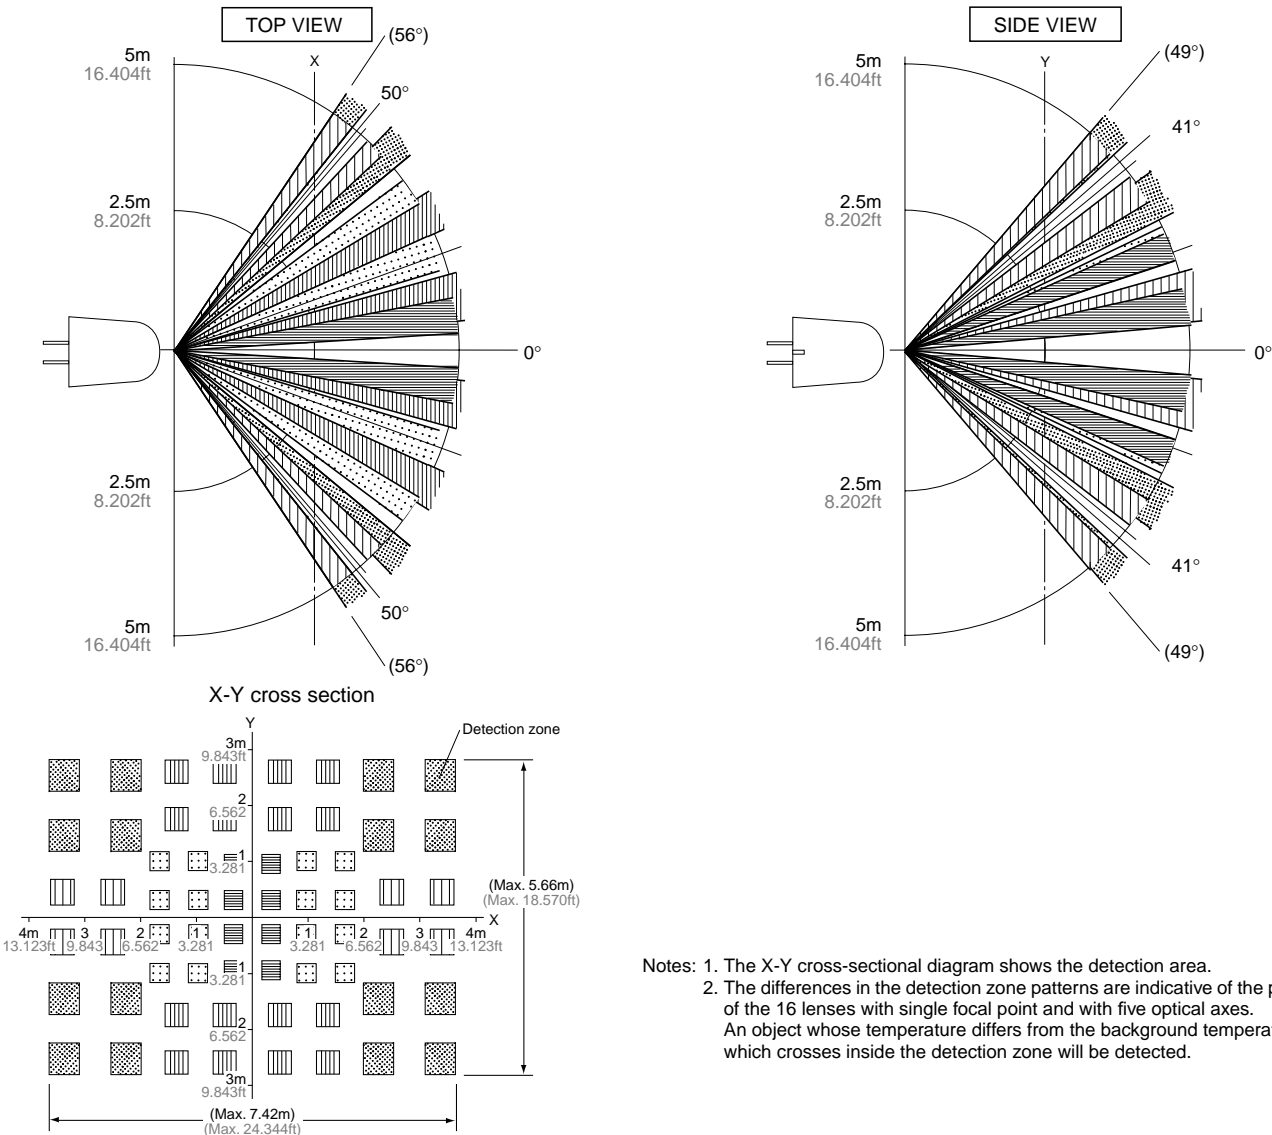 TOP VIEW
(56°)
X
5m
16.404ft
50°
2.5m
8.202ft
0°
2.5m
8.202ft
50°
5m
16.404ft
(56°)
SIDE VIEW
(49°)
Y
5m
16.404ft
41°
2.5m
8.202ft
0°
2.5m
8.202ft
41°
5m
16.404ft
(49°)
X-Y cross section
Y
Detection zone
3m
9.843ft
2
6.562
1
3.281
(Max. 5.66m)
(Max. 18.570ft)
X
4m 3 2 1 1 2 3 4m
13.123ft 9.843 6.562 3.281 3.281 6.562 9.843 13.123ft
1
3.281
2
6.562
3m
9.843ft
(Max. 7.42m)
(Max. 24.344ft)
Notes: 1. The X-Y cross-sectional diagram shows the detection area.
2. The differences in the detection zone patterns are indicative of the
of the 16 lenses with single focal point and with five optical axes.
An object whose temperature differs from the background
which crosses inside the detection zone will be detected.